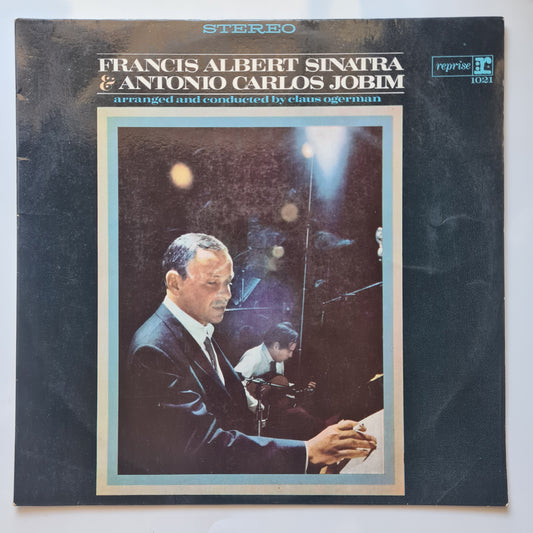 STEREO
FRANCIS ALBERT SINATRA
& ANTONIO CARLOS JOBIM
arranged and conducted by claus ogerman
reprise r:
1021